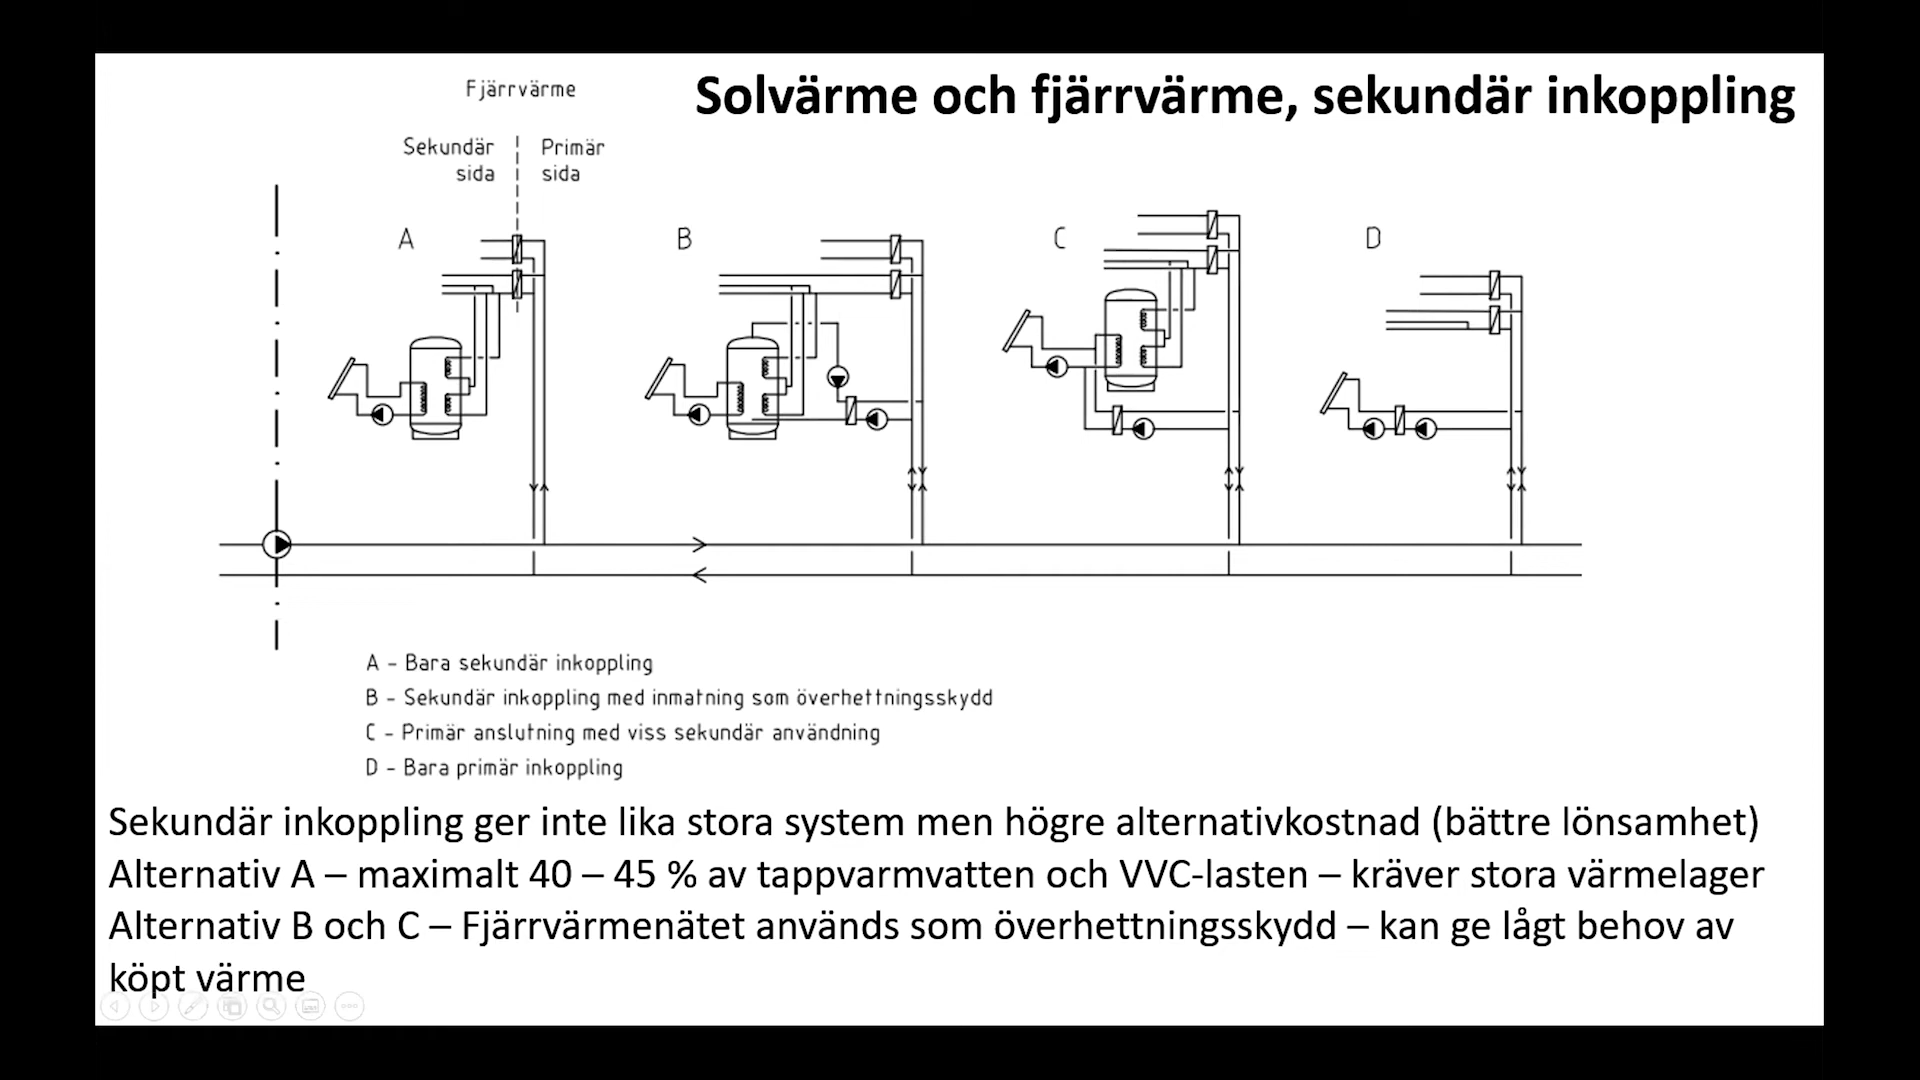 Fjärrvärme
Solvärme och fjärrvärme, sekundär inkoppling
Sekundär
sida
Primär
sida
A
B
C
D
A – Bara sekundär inkoppling
B – Sekundär inkoppling med inmatning som överhettningsskydd
C – Primär anslutning med viss sekundär användning
D – Bara primär inkoppling
Sekundär inkoppling ger inte lika stora system men högre alternativkostnad (bättre lönsamhet)
Alternativ A – maximalt 40 – 45 % av tappvarmvatten och VVC-lasten – kräver stora värmelager
Alternativ B och C – Fjärrvärmenätet används som överhettningsskydd – kan ge lågt behov av
köpt värme